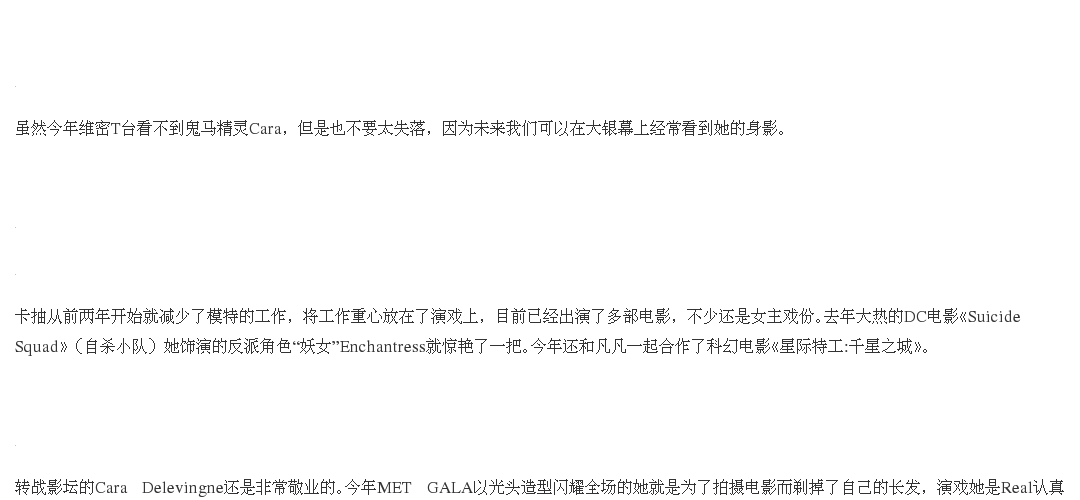 虽然今年维密T台看不到鬼马精灵Cara，但是也不要太失落，因为未来我们可以在大银幕上经常看到她的身影。
卡抽从前两年开始就减少了模特的工作，将工作重心放在了演戏上，目前已经出演了多部电影，不少还是女主戏份。去年大热的DC电影《Suicide
Squad》（自杀小队）她饰演的反派角色“妖女”Enchantress就惊艳了一把。今年还和凡凡一起合作了科幻电影《星际特工:千星之城》。
转战影坛的Cara Delevingne还是非常敬业的。今年MET GALA以光头造型闪耀全场的她就是为了拍摄电影而剃掉了自己的长发，演戏她是Real认真